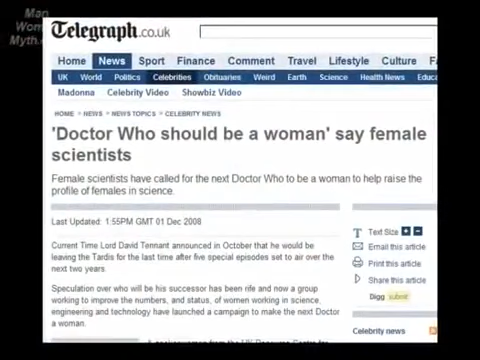 Man
Woman
Myth.
Telegraph.co.uk
Home News Sport Finance Comment Travel Lifestyle Culture
UK World Politics Celebrities Obituaries Weird Earth Science Health News
Madonna Celebrity Video Showbiz Video
HOME > NEWS > NEWS TOPICS > CELEBRITY NEWS
'Doctor Who should be a woman' say female
scientists
Female scientists have called for the next Doctor Who to be a woman to help raise the
profile of females in science.
Last Updated: 1:55PM GMT 01 Dec 2008
Text Size
Email this article
Print this article
Share this article
Digg submit
Current Time Lord David Tennant announced in October that he would be
leaving the Tardis for the last time after five special episodes set to air over the
next two years.
Speculation over who will be his successor has been rife and now a group
working to improve the numbers, and status, of women working in science,
engineering and technology have launched a campaign to make the next Doctor
a woman.
Celebrity news